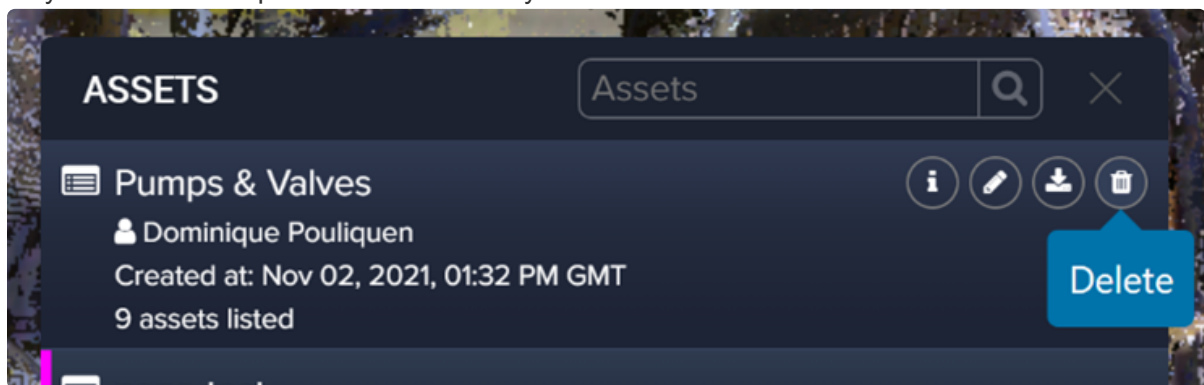 ASSETS
Assets
Pumps & Valves
Dominique Pouliquen
Created at: Nov 02, 2021, 01:32 PM GMT
9 assets listed
Delete